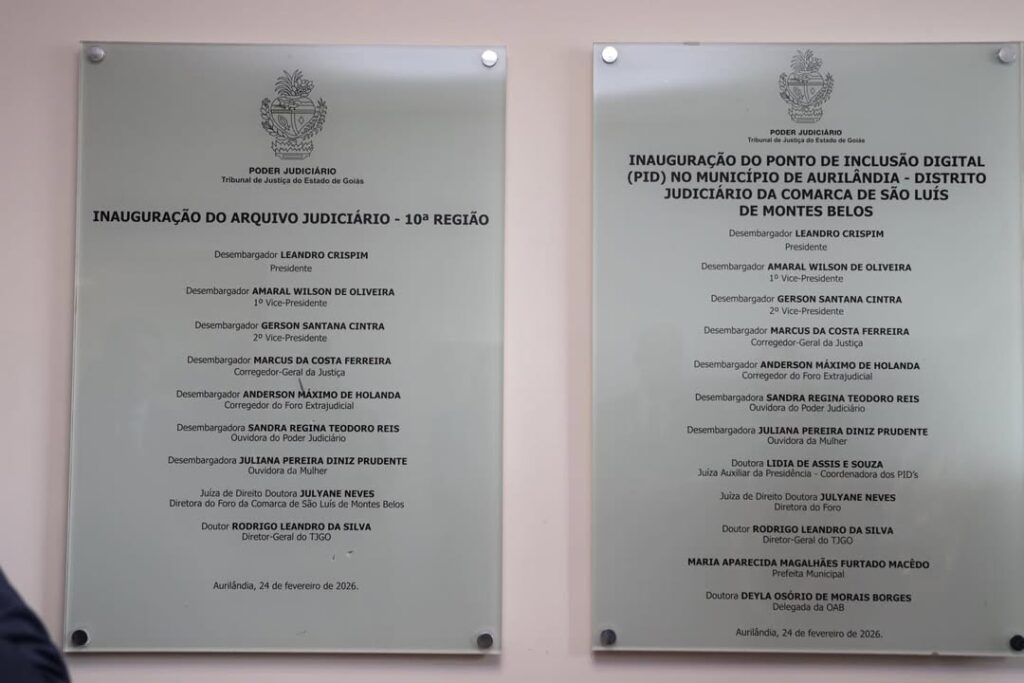 PODER JUDICIÁRIO
Tribunal de Justiça do Estado de Goiás
INAUGURAÇÃO DO ARQUIVO JUDICIÁRIO - 10ª REGIÃO
Desembargador LEANDRO CRISPIM
Presidente
Desembargador AMARAL WILSON DE OLIVEIRA
1º Vice-Presidente
Desembargador GERSON SANTANA CINTRA
2º Vice-Presidente
Desembargador MARCUS DA COSTA FERREIRA
Corregedor-Geral da Justiça
Desembargador ANDERSON MÁXIMO DE HOLANDA
Corregedor do Foro Extrajudicial
Desembargadora SANDRA REGINA TEODORO REIS
Ouvidora do Poder Judiciário
Desembargadora JULIANA PEREIRA DINIZ PRUDENTE
Ouvidora da Mulher
Juíza de Direito Doutora JULYANE NEVES
Diretora do Foro da Comarca de São Luís de Montes Belos
Doutor RODRIGO LEANDRO DA SILVA
Diretor-Geral do TJGO
Aurilândia, 24 de fevereiro de 2026.
PODER JUDICIÁRIO
Tribunal de Justiça do Estado de Goiás
INAUGURAÇÃO DO PONTO DE INCLUSÃO DIGITAL
(PID) NO MUNICÍPIO DE AURILÂNDIA - DISTRITO
JUDICIÁRIO DA COMARCA DE SÃO LUÍS
DE MONTES BELOS
Desembargador LEANDRO CRISPIM
Presidente
Desembargador AMARAL WILSON DE OLIVEIRA
1º Vice-Presidente
Desembargador GERSON SANTANA CINTRA
2º Vice-Presidente
Desembargador MARCUS DA COSTA FERREIRA
Corregedor-Geral da Justiça
Desembargador ANDERSON MÁXIMO DE HOLANDA
Corregedor do Foro Extrajudicial
Desembargadora SANDRA REGINA TEODORO REIS
Ouvidora do Poder Judiciário
Desembargadora JULIANA PEREIRA DINIZ PRUDENTE
Ouvidora da Mulher
Doutora LIDIA DE ASSIS E SOUZA
Juíza Auxiliar da Presidência - Coordenadora dos PID's
Juíza de Direito Doutora JULYANE NEVES
Diretora do Foro
Doutor RODRIGO LEANDRO DA SILVA
Diretor-Geral do TJGO
MARIA APARECIDA MAGALHÃES FURTADO MACÊDO
Prefeita Municipal
Doutora DEYLA OSÓRIO DE MORAIS BORGES
Delegada da OAB
Aurilândia, 24 de fevereiro de 2026.